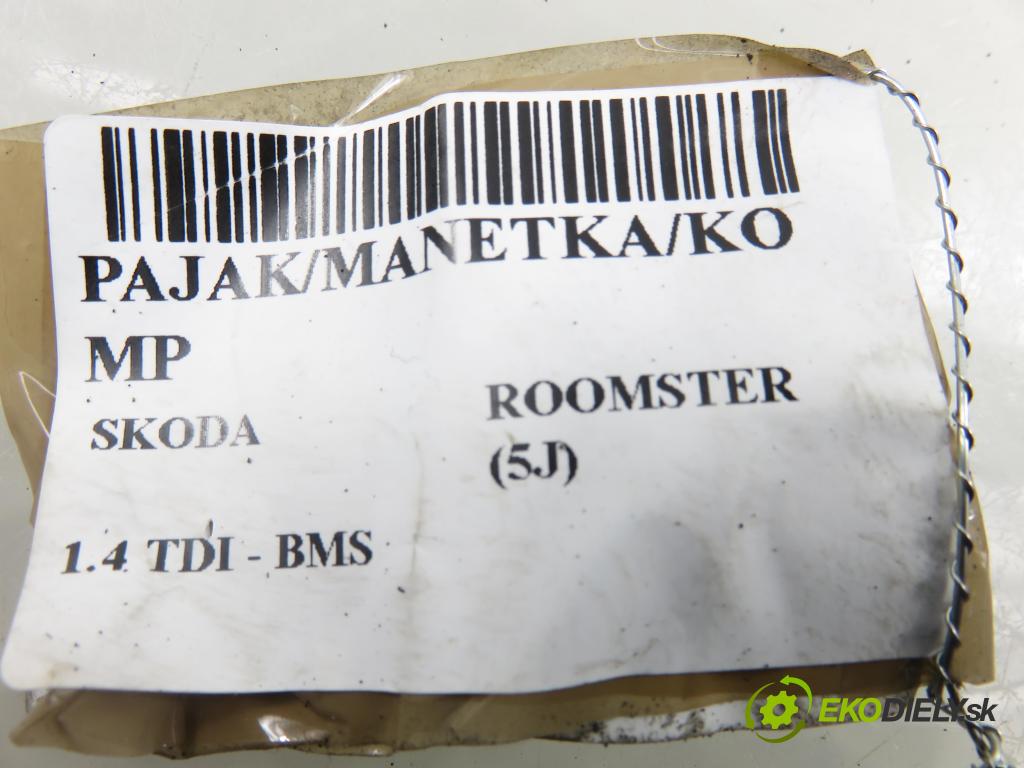 PAJAK/MANETKA/KO
MP
SKODA
ROOMSTER
(5J)
1.4 TDI - BMS
EKODIELY.sk